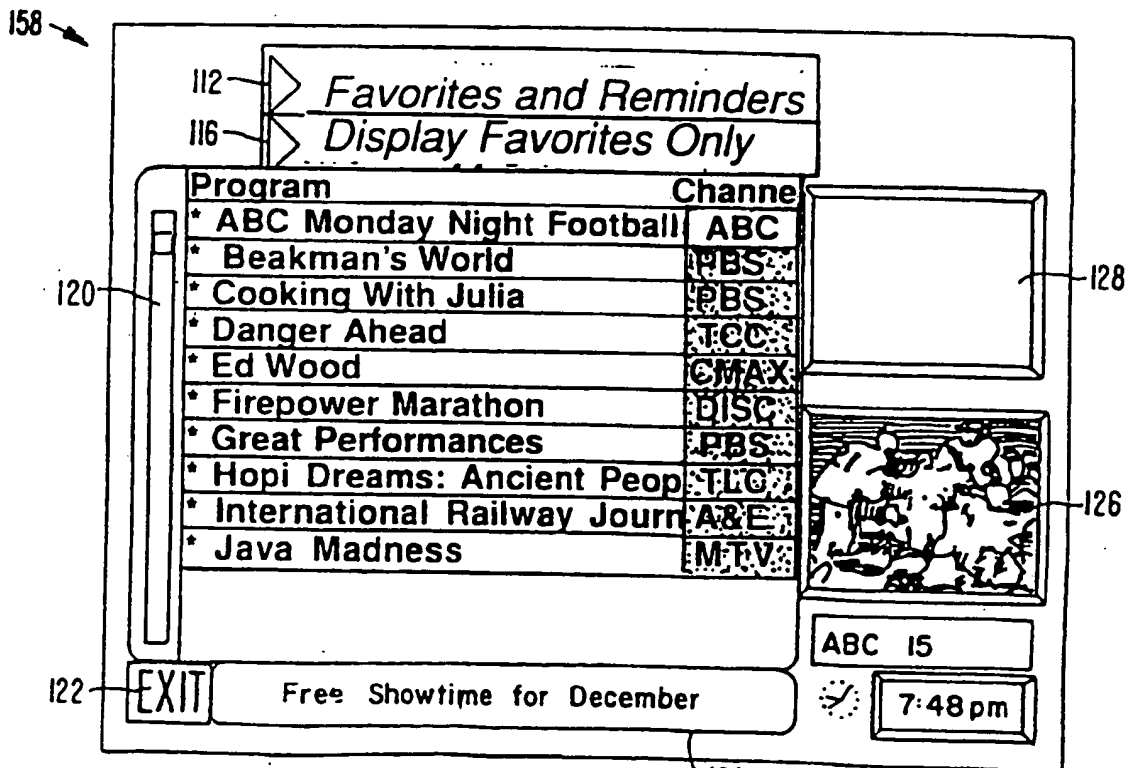 158
112
Favorites and Reminders
116
Display Favorites Only
Program Channe
* ABC Monday Night Football ABC
* Beakman's World PBS
* Cooking With Julia PBS
* Danger Ahead TCC
* Ed Wood CMAX
* Firepower Marathon DISC
* Great Performances PBS
* Hopi Dreams: Ancient Peop TLC
* International Railway Journ A&E
* Java Madness MTV
120
128
126
ABC 15
122
EXIT
Free Showtime for December
7:48 pm